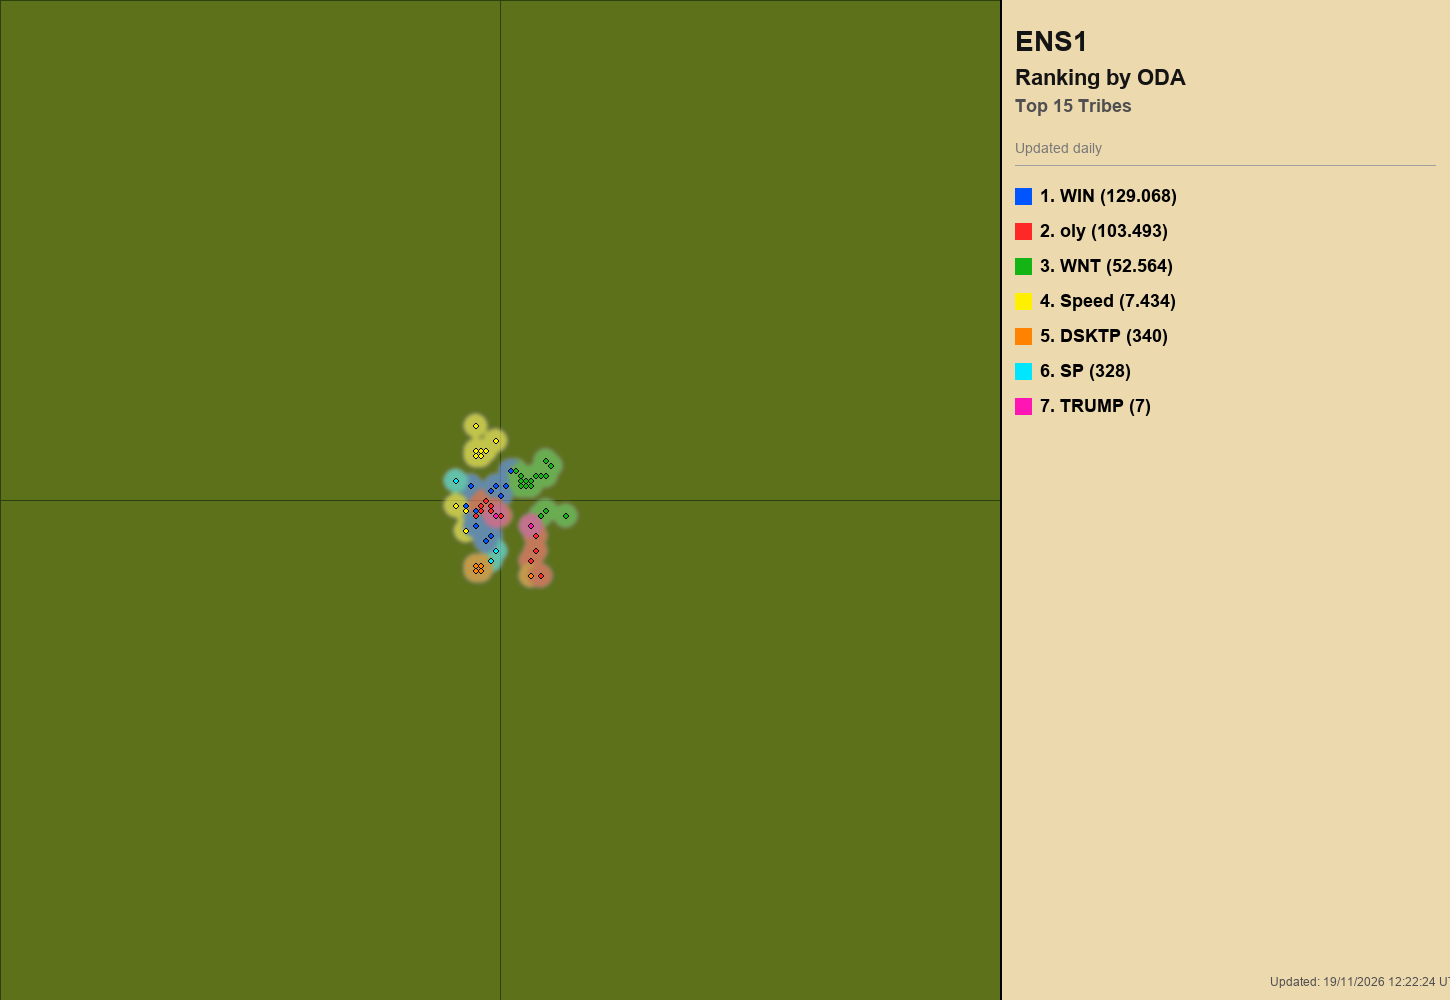 ENS1
Ranking by ODA
Top 15 Tribes
Updated daily
1. WIN (129.068)
2. oly (103.493)
3. WNT (52.564)
4. Speed (7.434)
5. DSKTP (340)
6. SP (328)
7. TRUMP (7)
Updated: 19/11/2026 12:22:24 U